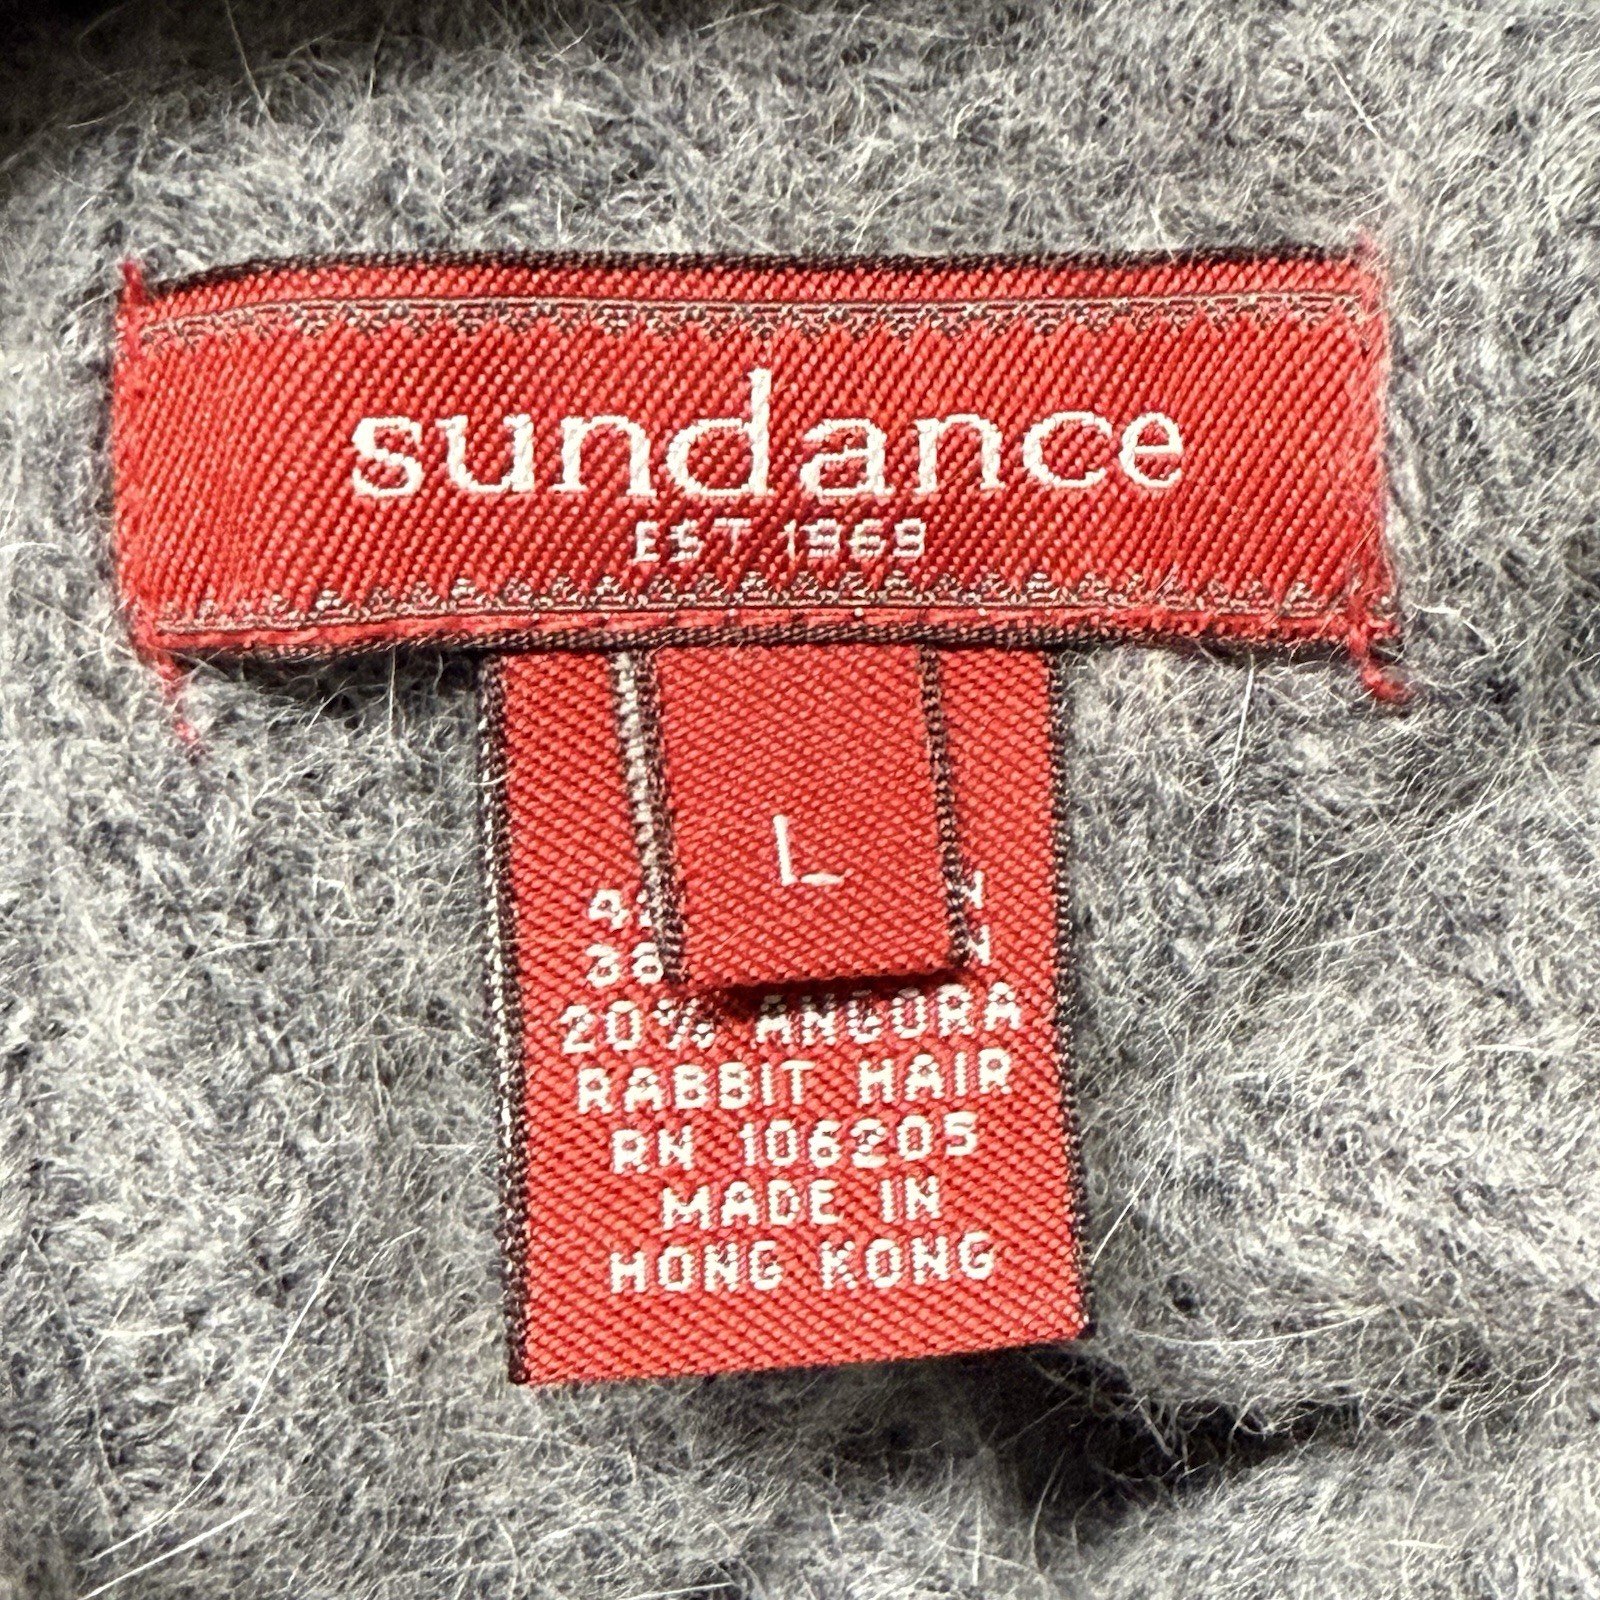 sundance
EST 1969
L
20% ANGORA
RABBIT HAIR
RN 106205
MADE IN
HONG KONG